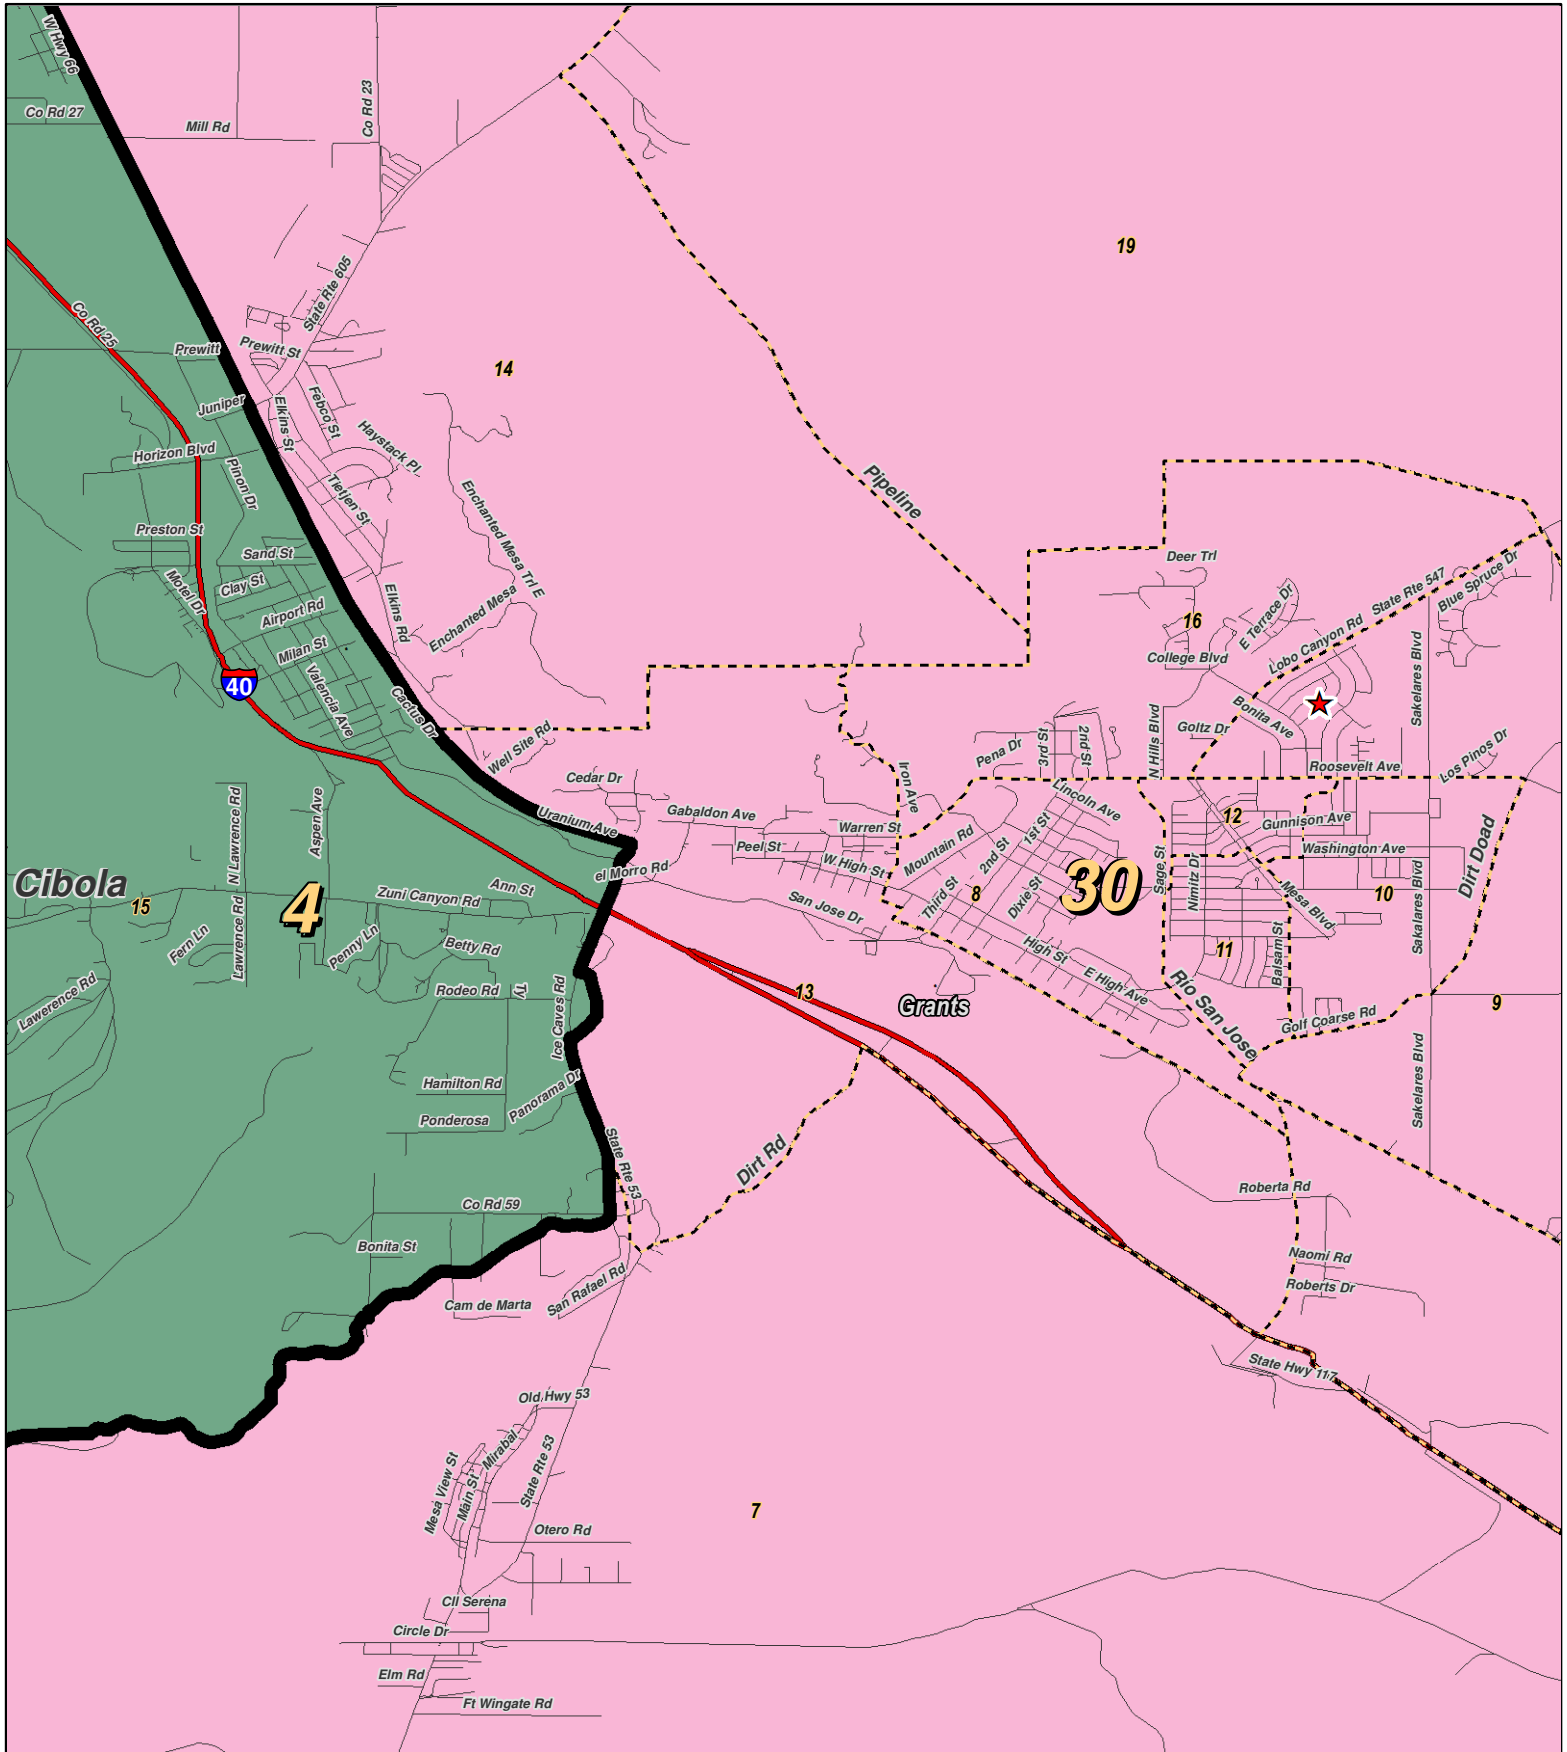 W Hwy 66
Co Rd 27
Mill Rd
Co Rd 23
19
State Rte 605
Co Rd 25
Prewitt
Prewitt St
14
Juniper
Elkins St
Febco St
Haystack Pl
Horizon Blvd
Pinon Dr
Tietjen St
Enchanted Mesa Trl E
Pipeline
Preston St
Sand St
Motel Dr
Clay St
Airport Rd
Elkins Rd
Enchanted Mesa
Deer Trl
State Rte 547
Blue Spruce Dr
E Terrace Dr
16
Lobo Canyon Rd
College Blvd
Milan St
40
Valencia Ave
Cactus Dr
Sakelares Blvd
Bonita Ave
Goltz Dr
N Hills Blvd
2nd St
3rd St
Pena Dr
Well Site Rd
Los Pinos Dr
Roosevelt Ave
Cedar Dr
Iron Ave
Lincoln Ave
N Lawrence Rd
Aspen Ave
Uranium Ave
Gabaldon Ave
Warren St
1st St
12
Gunnison Ave
Peel St
Mountain Rd
2nd St
Washington Ave
Dirt Doad
W High St
el Morro Rd
Sage St
Nimitz Dr
Cibola
4
30
Ann St
Zuni Canyon Rd
15
San Jose Dr
Third St
8
Dixie St
10
Mesa Blvd
Sakalares Blvd
Fern Ln
Lawrence Rd
Penny Ln
Betty Rd
High St
11
Balsam St
Lawerence Rd
Rodeo Rd
Ty
Ice Caves Rd
13
Grants
E High Ave
Rio San Jose
Golf Coarse Rd
9
Hamilton Rd
Panorama Dr
Ponderosa
Sakelares Blvd
State Rte 53
Dirt Rd
Roberta Rd
Co Rd 59
Bonita St
Naomi Rd
San Rafael Rd
Roberts Dr
Cam de Marta
State Hwy 117
Old Hwy 53
Mirabal
Mesa View St
Main St
State Rte 53
7
Otero Rd
Cll Serena
Circle Dr
Elm Rd
Ft Wingate Rd